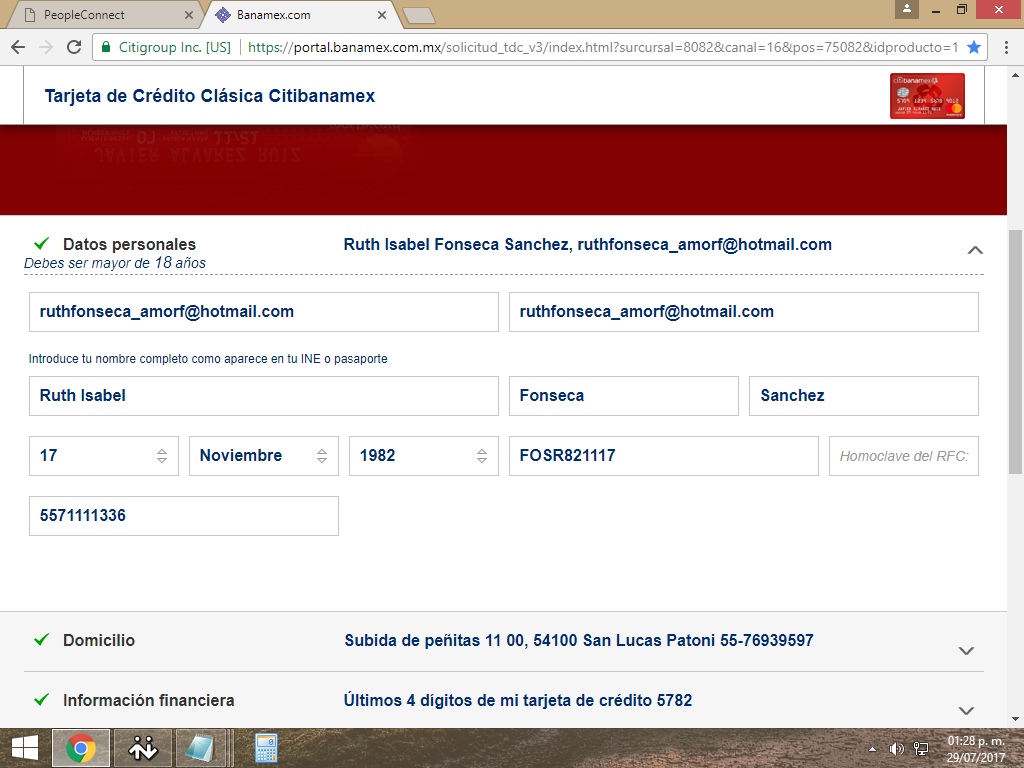 PeopleConnect
Banamex.com
Citigroup Inc. [US]
https://portal.banamex.com.mx/solicitud_tdc_v3/index.html?surcursal=8082&canal=16&pos=75082&idproducto=1
Tarjeta de Crédito Clásica Citibanamex
citibanamex
JAVIER ALVAREZ RUIZ
Datos personales
Ruth Isabel Fonseca Sanchez, ruthfonseca_amorf@hotmail.com
Debes ser mayor de 18 años
ruthfonseca_amorf@hotmail.com
ruthfonseca_amorf@hotmail.com
Introduce tu nombre completo como aparece en tu INE o pasaporte
Ruth Isabel
Fonseca
Sanchez
17
Noviembre
1982
FOSR821117
Homoclave del RFC:
5571111336
Domicilio
Subida de peñitas 11 00, 54100 San Lucas Patoni 55-76939597
Información financiera
Últimos 4 dígitos de mi tarjeta de crédito 5782
01:28 p. m.
29/07/2017